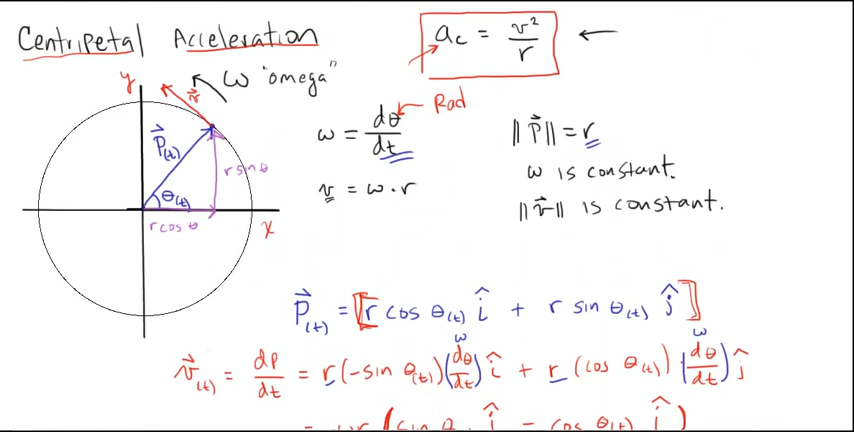 Centripetal Acceleration
a_c = v²/r ←
y
ω "omega"
v⃗
P⃗(t)
r sin θ
θ(t)
r cos θ
x
ω = dθ/dt ← Rad
v = ω · r
||P⃗|| = r
ω is constant.
||v⃗|| is constant.
P⃗(t) = [r cos θ(t) î + r sin θ(t) ĵ]
v⃗(t) = dP/dt = r(-sin θ(t))(dθ/dt) ω î + r (cos θ(t)) (dθ/dt) ω ĵ